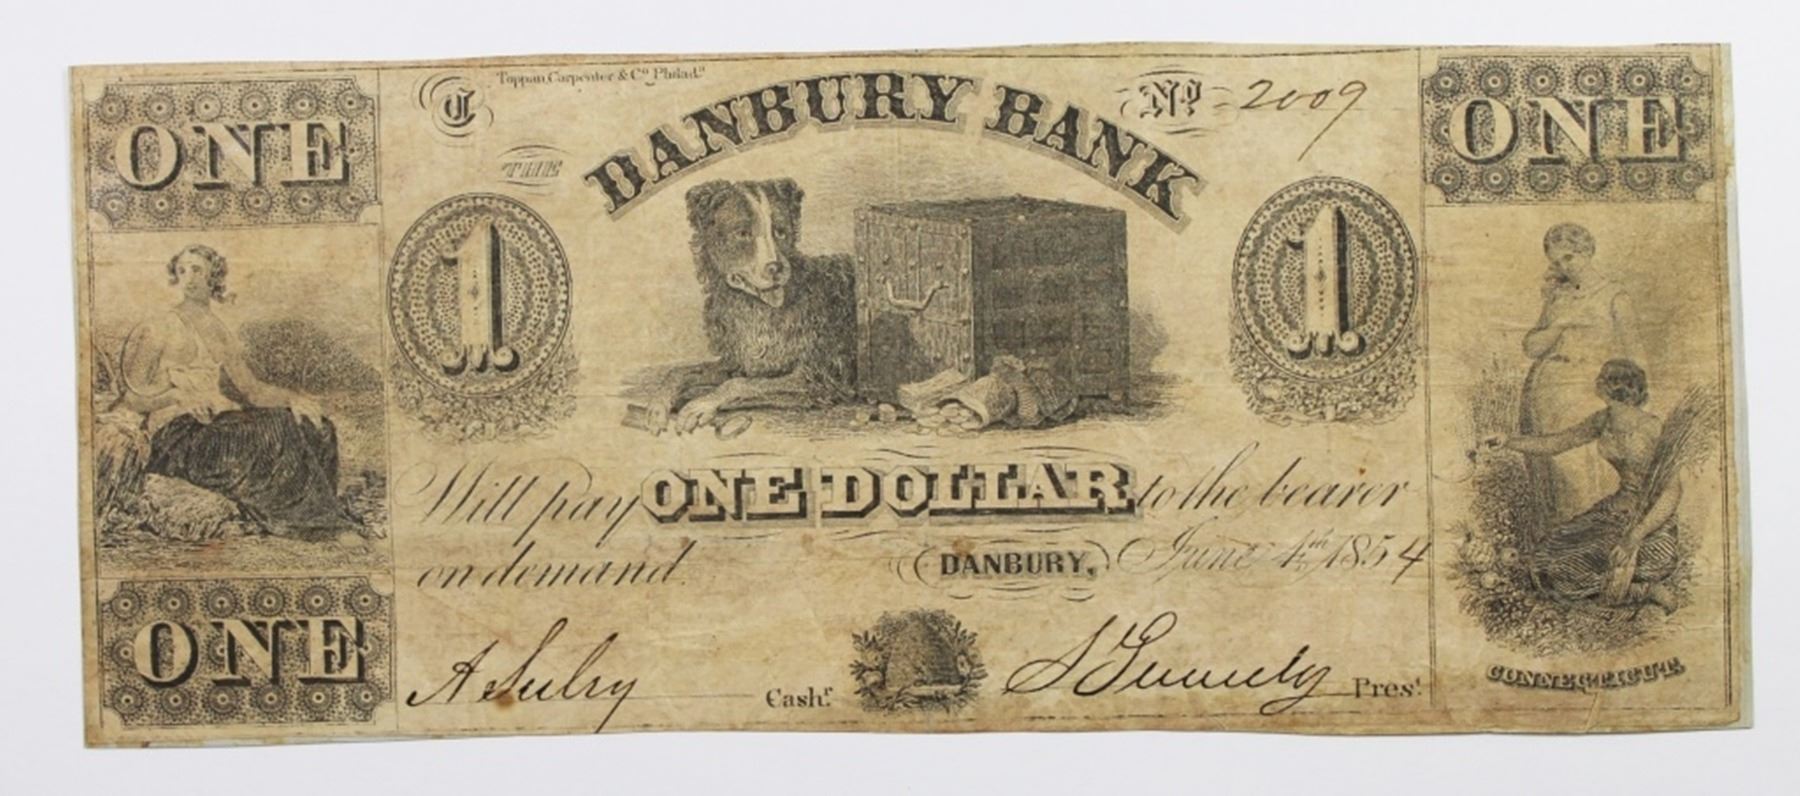 ONE
C
Toppan, Carpenter & Co. Philada.
No. 2009
ONE
THE
DANBURY BANK
1 1
Will pay ONE DOLLAR to the bearer
on demand. DANBURY, June 4th 1854
ONE
Cashr.
Prest.
CONNECTICUT.